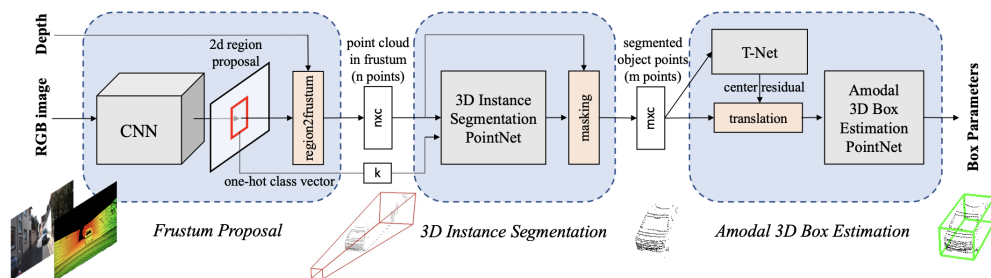 Depth
RGB image
CNN
2d region
proposal
region2frustum
one-hot class vector
Frustum Proposal
point cloud
in frustum
(n points)
nxc
k
3D Instance
Segmentation
PointNet
masking
3D Instance Segmentation
segmented
object points
(m points)
mxc
T-Net
center residual
translation
Amodal
3D Box
Estimation
PointNet
Amodal 3D Box Estimation
Box Parameters